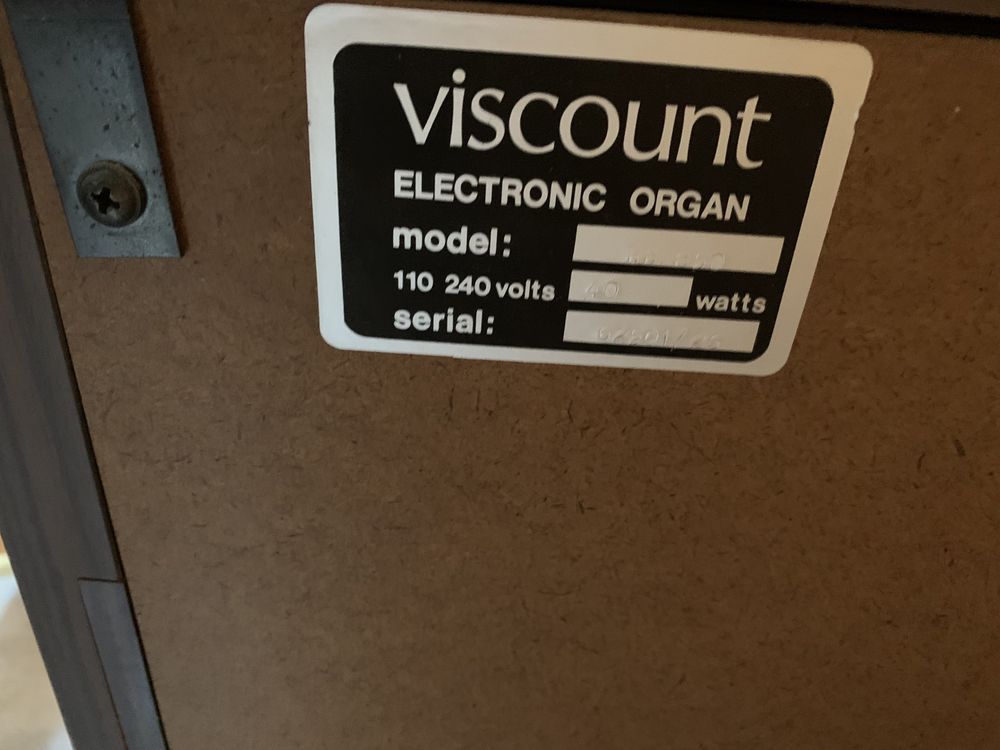 viscount
ELECTRONIC ORGAN
model:
110 240 volts 40 watts
serial: